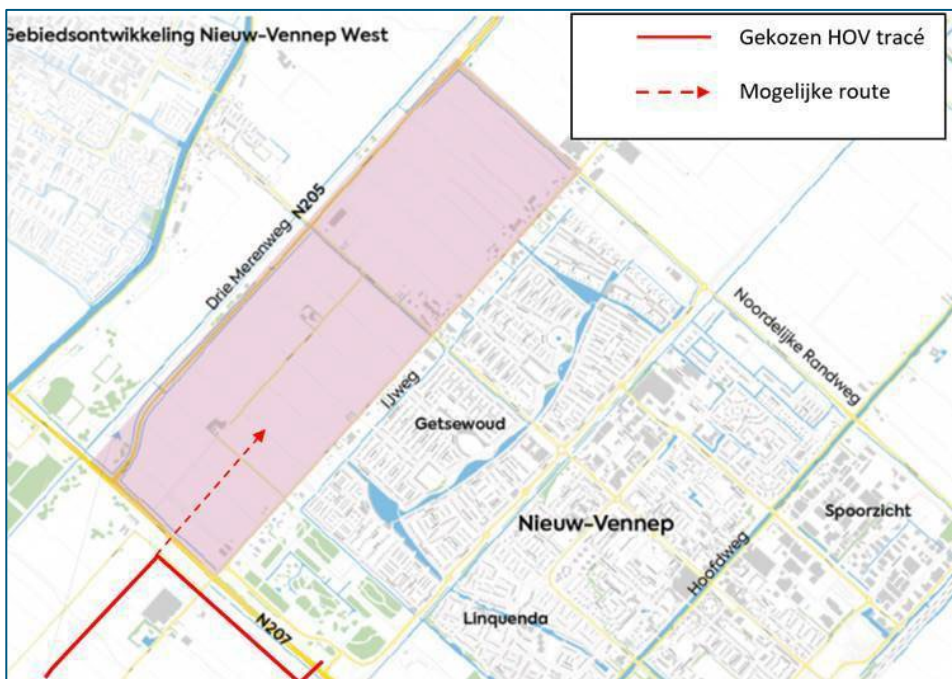 Gebiedsontwikkeling Nieuw-Vennep West
Gekozen HOV tracé
Mogelijke route
Drie Merenweg N205
Noordelijke Randweg
IJweg
Getsewoud
Nieuw-Vennep
Spoorzicht
Hoofdweg
Linquenda
N207